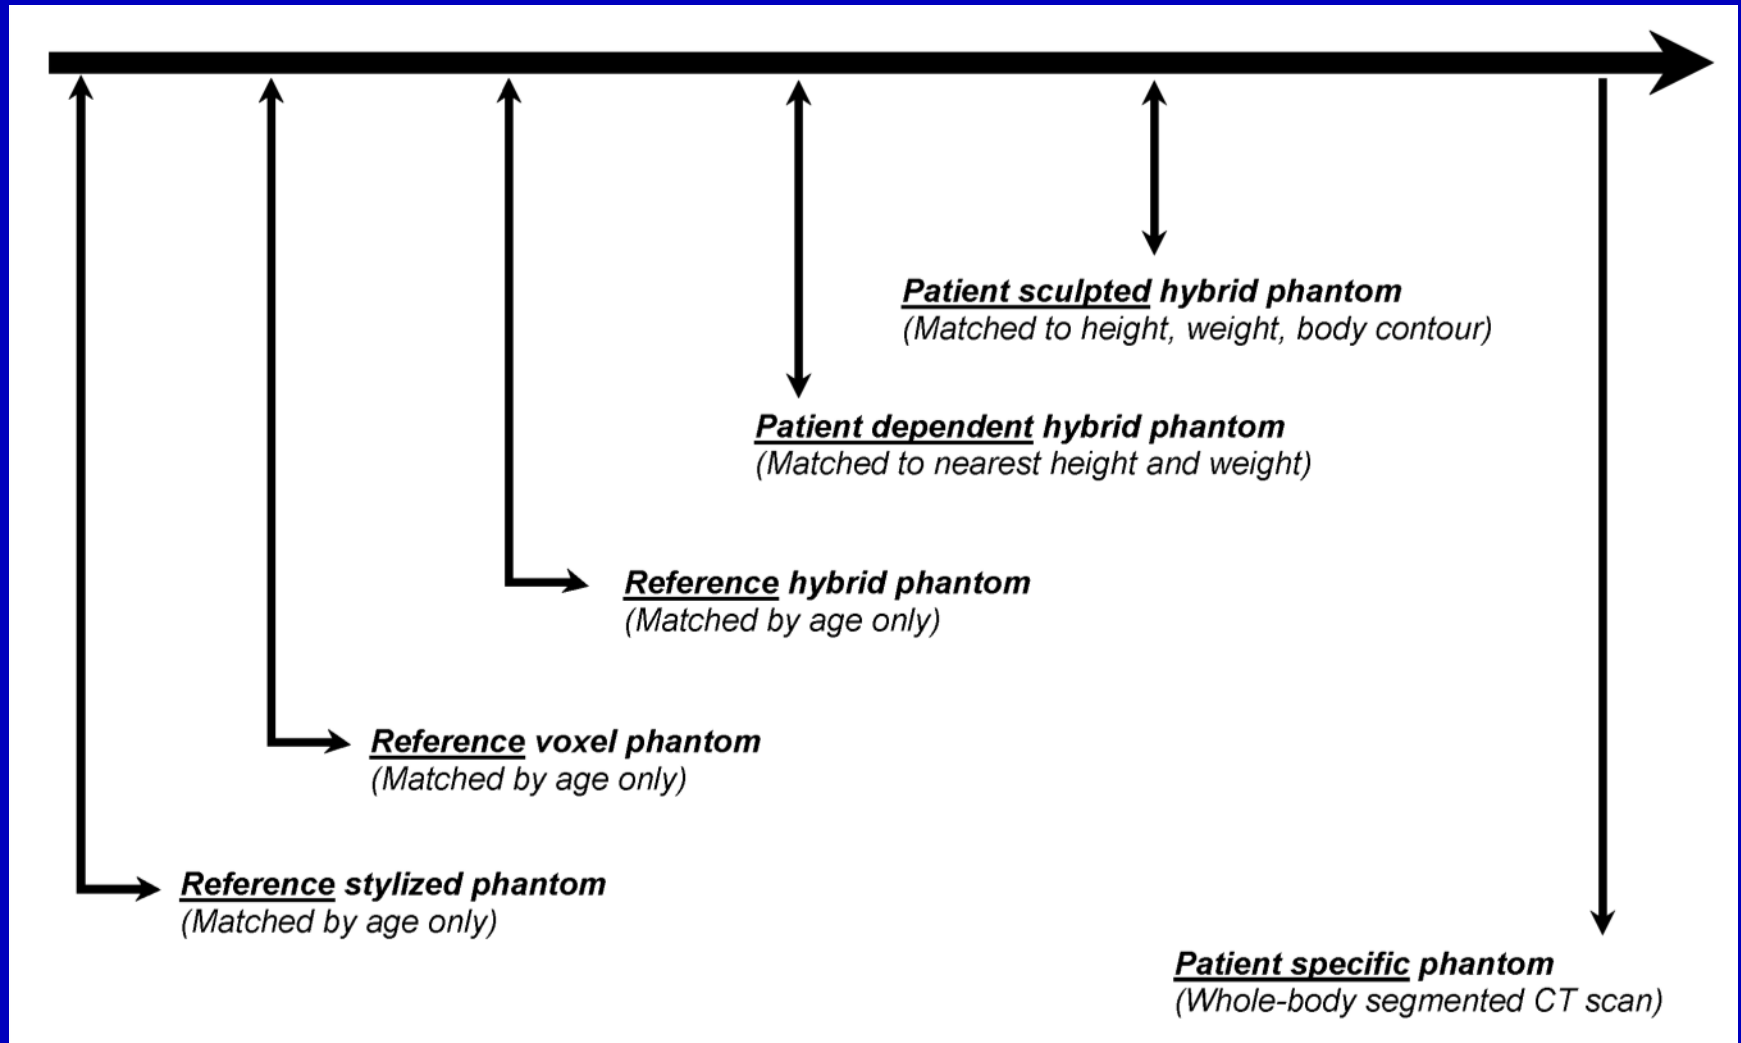 Patient sculpted hybrid phantom
(Matched to height, weight, body contour)
Patient dependent hybrid phantom
(Matched to nearest height and weight)
Reference hybrid phantom
(Matched by age only)
Reference voxel phantom
(Matched by age only)
Reference stylized phantom
(Matched by age only)
Patient specific phantom
(Whole-body segmented CT scan)